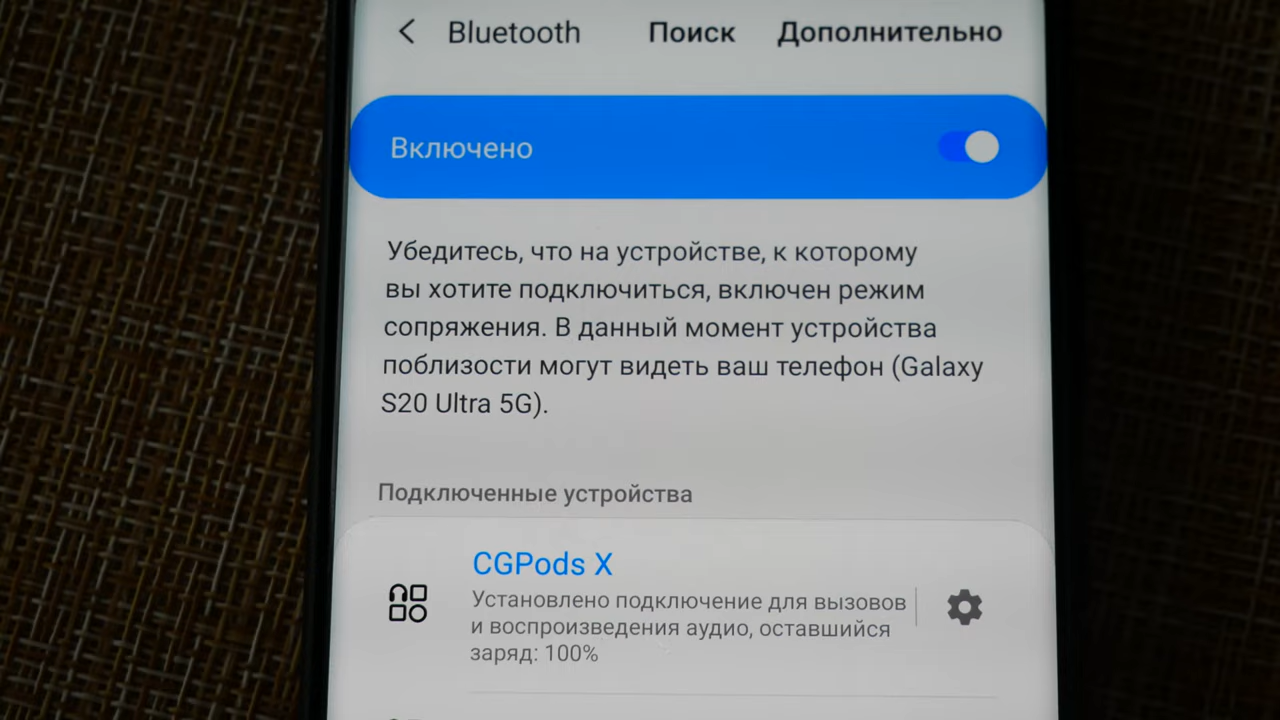 Bluetooth Поиск Дополнительно
Включено
Убедитесь, что на устройстве, к которому
вы хотите подключиться, включен режим
сопряжения. В данный момент устройства
поблизости могут видеть ваш телефон (Galaxy
S20 Ultra 5G).
Подключенные устройства
CGPods X
Установлено подключение для вызовов
и воспроизведения аудио, оставшийся
заряд: 100%